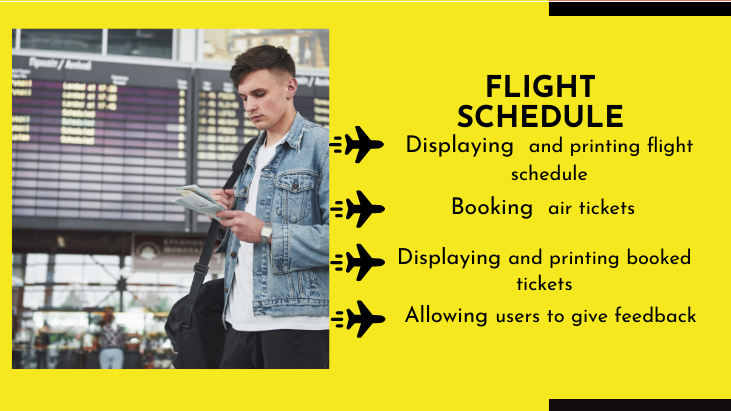 FLIGHT
SCHEDULE
Displaying and printing flight
schedule
Booking air tickets
Displaying and printing booked
tickets
Allowing users to give feedback